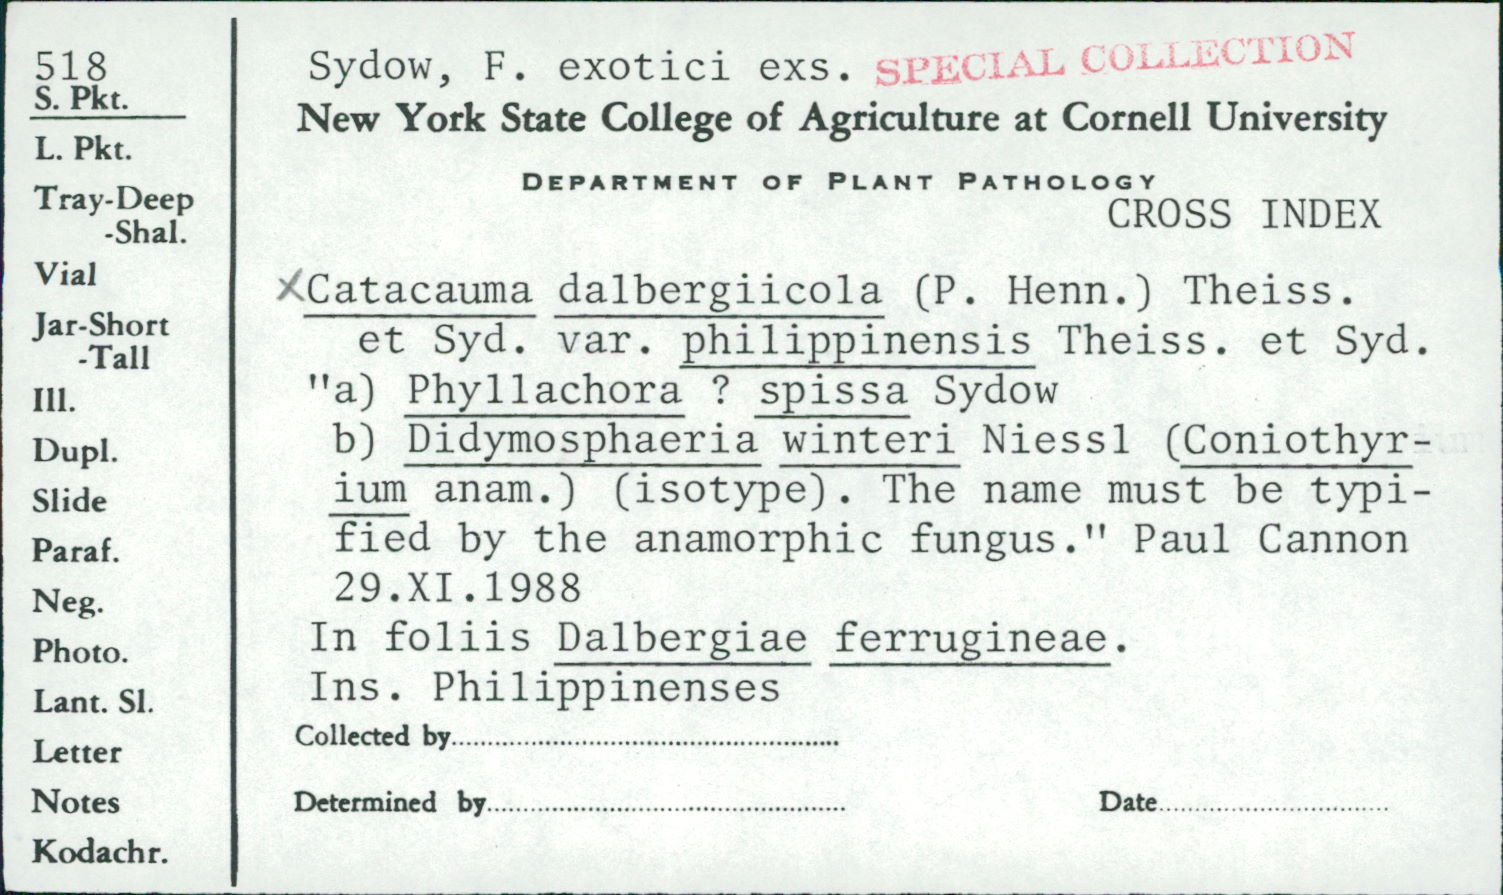 518
S. Pkt.
L. Pkt.
Tray-Deep
-Shal.
Vial
Jar-Short
-Tall
Ill.
Dupl.
Slide
Paraf.
Neg.
Photo.
Lant. Sl.
Letter
Notes
Kodachr.
Sydow, F. exotici exs. SPECIAL COLLECTION
New York State College of Agriculture at Cornell University
DEPARTMENT OF PLANT PATHOLOGY
CROSS INDEX
xCatacauma dalbergiicola (P. Henn.) Theiss.
et Syd. var. philippinensis Theiss. et Syd.
"a) Phyllachora ? spissa Sydow
b) Didymosphaeria winteri Niessl (Coniothyr-
ium anam.) (isotype). The name must be typi-
fied by the anamorphic fungus." Paul Cannon
29.XI.1988
In foliis Dalbergiae ferrugineae.
Ins. Philippinenses
Collected by
Determined by Date